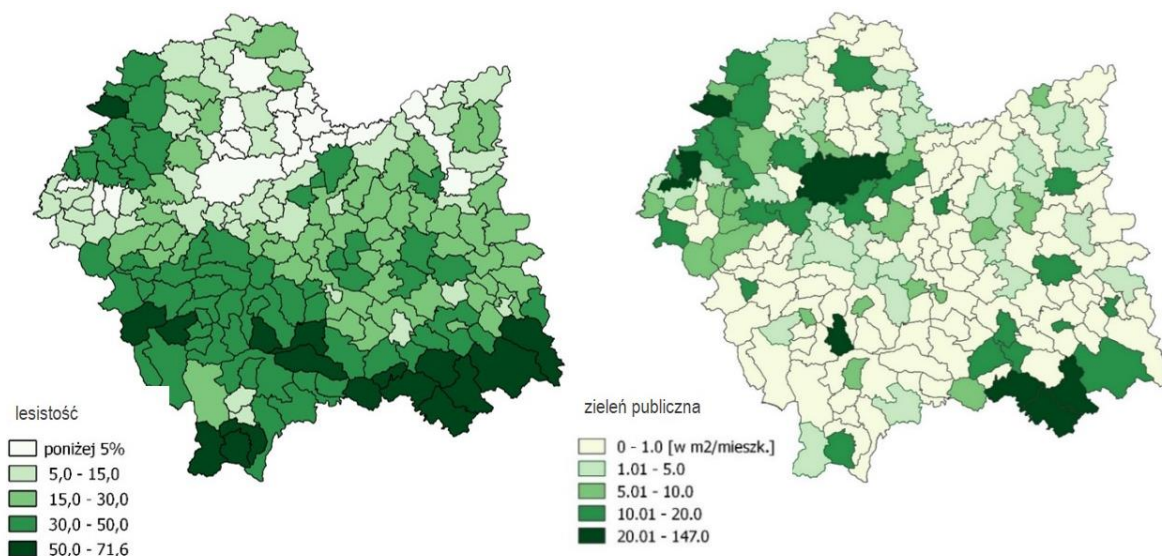 lesistość
poniżej 5%
5,0 - 15,0
15,0 - 30,0
30,0 - 50,0
50,0 - 71,6
zieleń publiczna
0 - 1.0 [w m2/mieszk.]
1.01 - 5.0
5.01 - 10.0
10.01 - 20.0
20.01 - 147.0